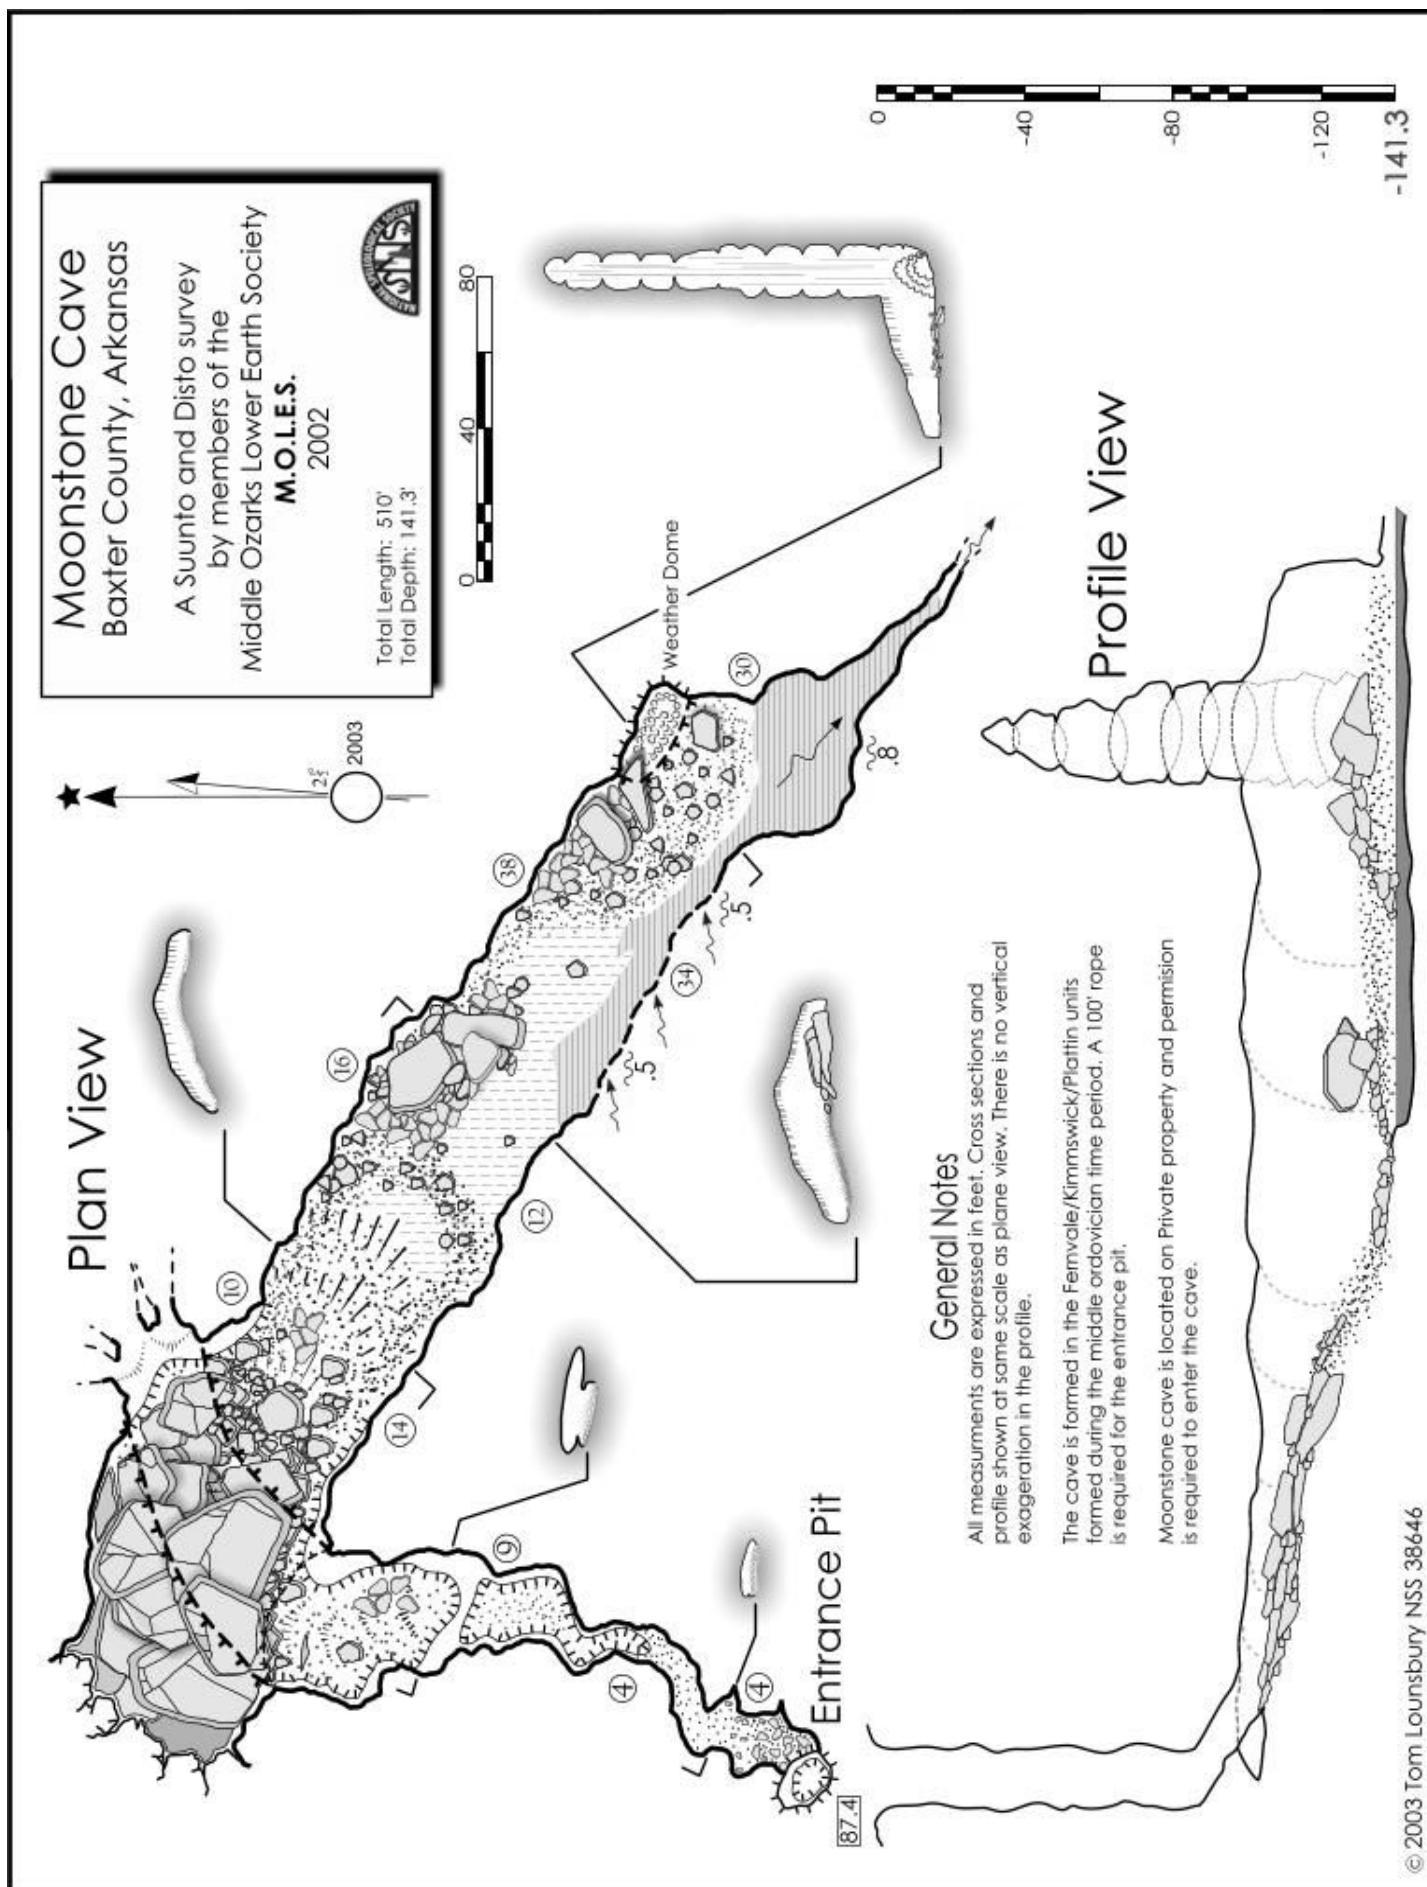 Moonstone Cave
Baxter County, Arkansas
A Suunto and Disto survey
by members of the
Middle Ozarks Lower Earth Society
M.O.L.E.S.
2002
Total Length: 510'
Total Depth: 141.3'
NATIONAL SPELEOLOGICAL SOCIETY
NSS
0
40
80
2003
Plan View
10
16
38
Weather Dome
30
.8
.5
34
.5
12
14
9
4
4
Entrance Pit
87.4
General Notes
All measurments are expressed in feet. Cross sections and
profile shown at same scale as plane view. There is no vertical
exageration in the profile.
The cave is formed in the Fernvale/Kimmswick/Plattin units
formed during the middle ordovician time period. A 100' rope
is required for the entrance pit.
Moonstone cave is located on Private property and permision
is required to enter the cave.
Profile View
0
-40
-80
-120
-141.3
© 2003 Tom Lounsbury NSS 38646